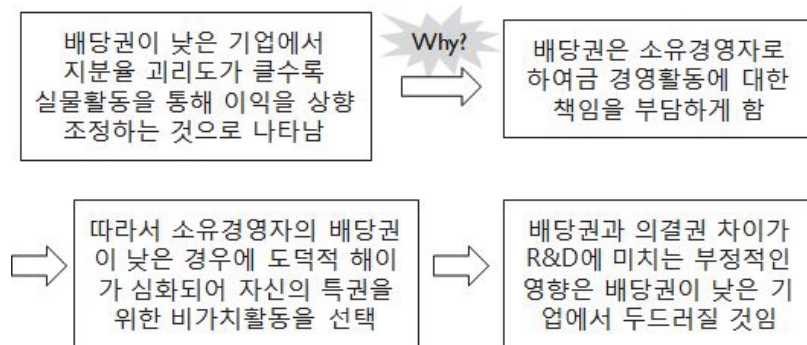 배당권이 낮은 기업에서
지분율 괴리도가 클수록
실물활동을 통해 이익을 상향
조정하는 것으로 나타남
Why?
배당권은 소유경영자로
하여금 경영활동에 대한
책임을 부담하게 함
따라서 소유경영자의 배당권
이 낮은 경우에 도덕적 해이
가 심화되어 자신의 특권을
위한 비가치활동을 선택
배당권과 의결권 차이가
R&D에 미치는 부정적인
영향은 배당권이 낮은 기
업에서 두드러질 것임